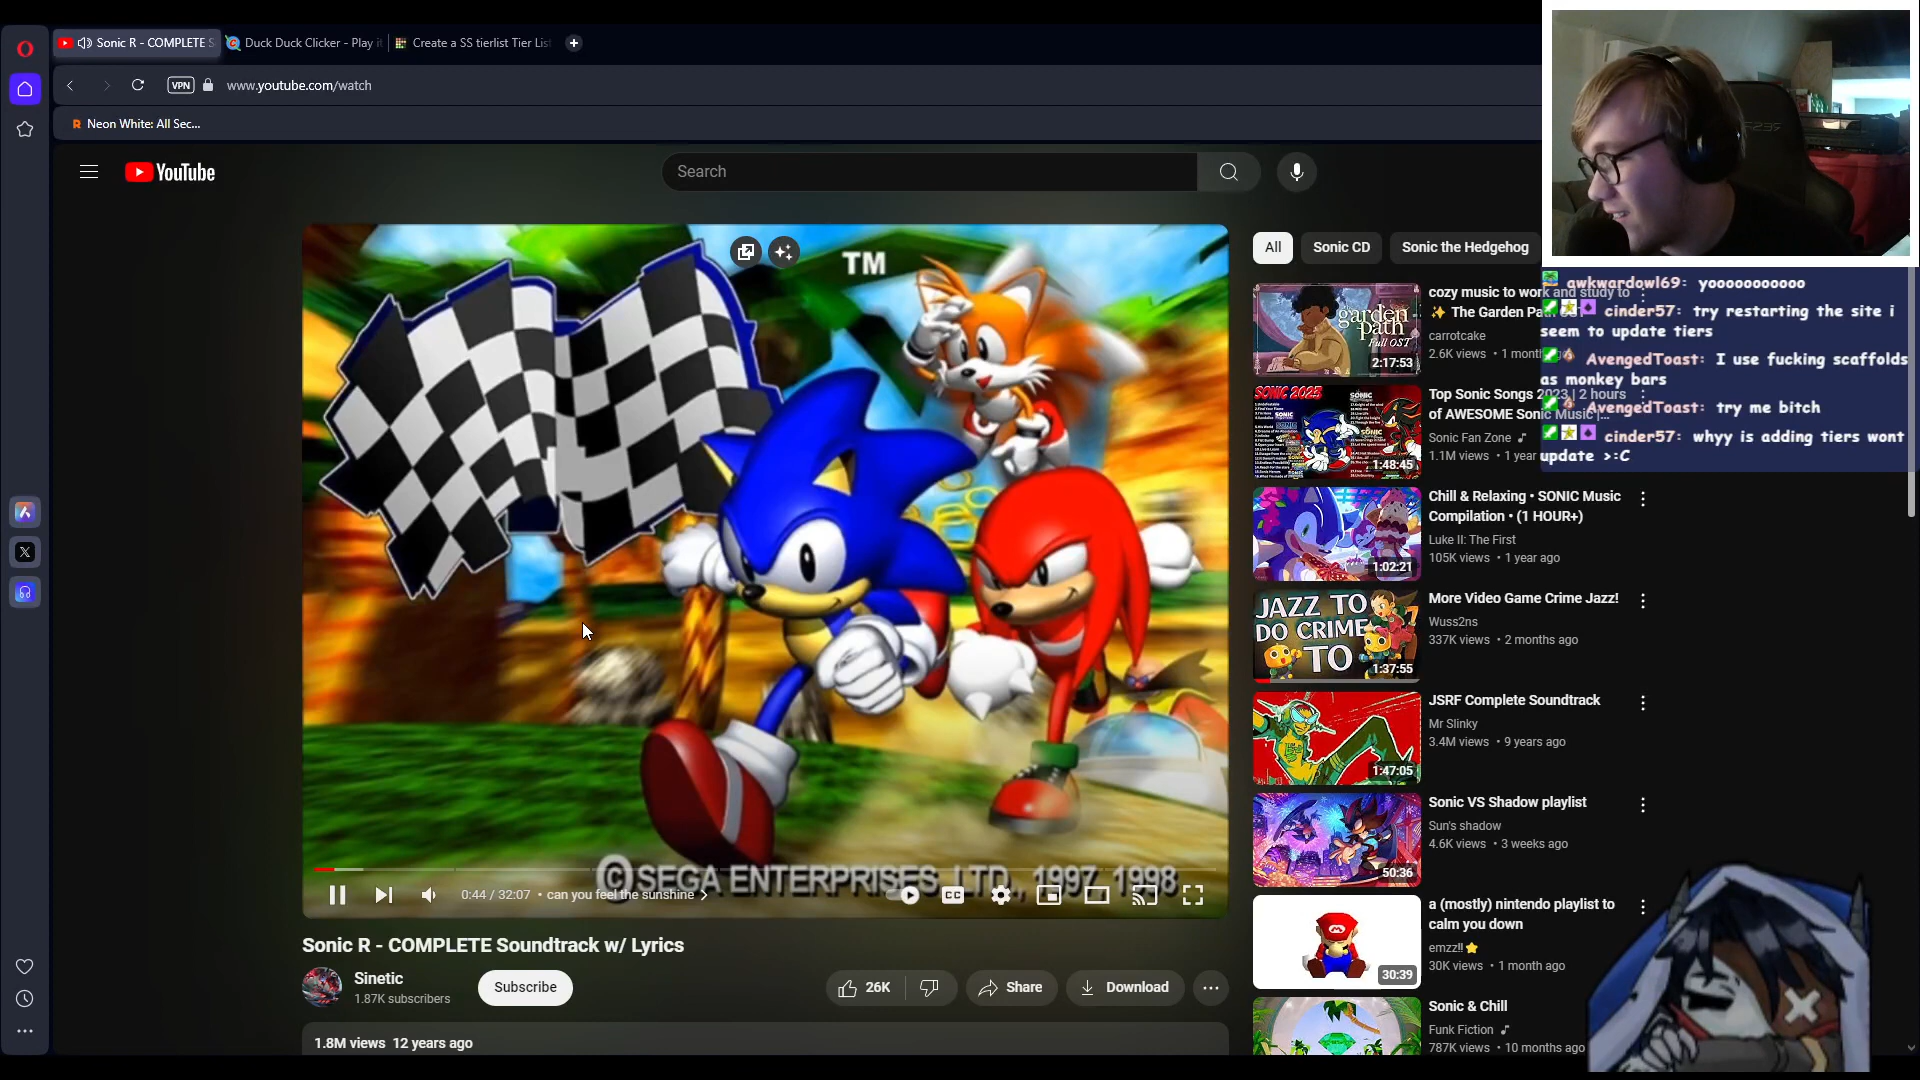 Sonic R - COMPLETE S
Duck Duck Clicker - Play i
Create a SS tierlist Tier Lis
VPN
www.youtube.com/watch
R Neon White: All Sec...
YouTube
Search
TM
©SEGA ENTERPRISES, LTD., 1997, 1998
0:44 / 32:07 • can you feel the sunshine
CC
Sonic R - COMPLETE Soundtrack w/ Lyrics
Sinetic
1.87K subscribers
Subscribe
26K
Share
Download
1.8M views 12 years ago
All
Sonic CD
Sonic the Hedgehog
garden
path
Full OST
2:17:53
cozy music to work and study to
✨ The Garden Pa
carrotcake
2.6K views • 1 mont
SONIC 2023
1:48:45
Top Sonic Songs 2023 | 2 hours
of AWESOME Sonic Music |...
Sonic Fan Zone
1.1M views • 1 year
1:02:21
Chill & Relaxing • SONIC Music
Compilation • (1 HOUR+)
Luke II: The First
105K views • 1 year ago
JAZZ TO
DO CRIME
TO
1:37:55
More Video Game Crime Jazz!
Wuss2ns
337K views • 2 months ago
1:47:05
JSRF Complete Soundtrack
Mr Slinky
3.4M views • 9 years ago
50:36
Sonic VS Shadow playlist
Sun's shadow
4.6K views • 3 weeks ago
30:39
a (mostly) nintendo playlist to
calm you down
emzz!!⭐
30K views • 1 month ago
Sonic & Chill
Funk Fiction
787K views • 10 months ago
awkwardowl69: yooooooooooo
cinder57: try restarting the site i
seem to update tiers
AvengedToast: I use fucking scaffolds
as monkey bars
AvengedToast: try me bitch
cinder57: whyy is adding tiers wont
update >:C